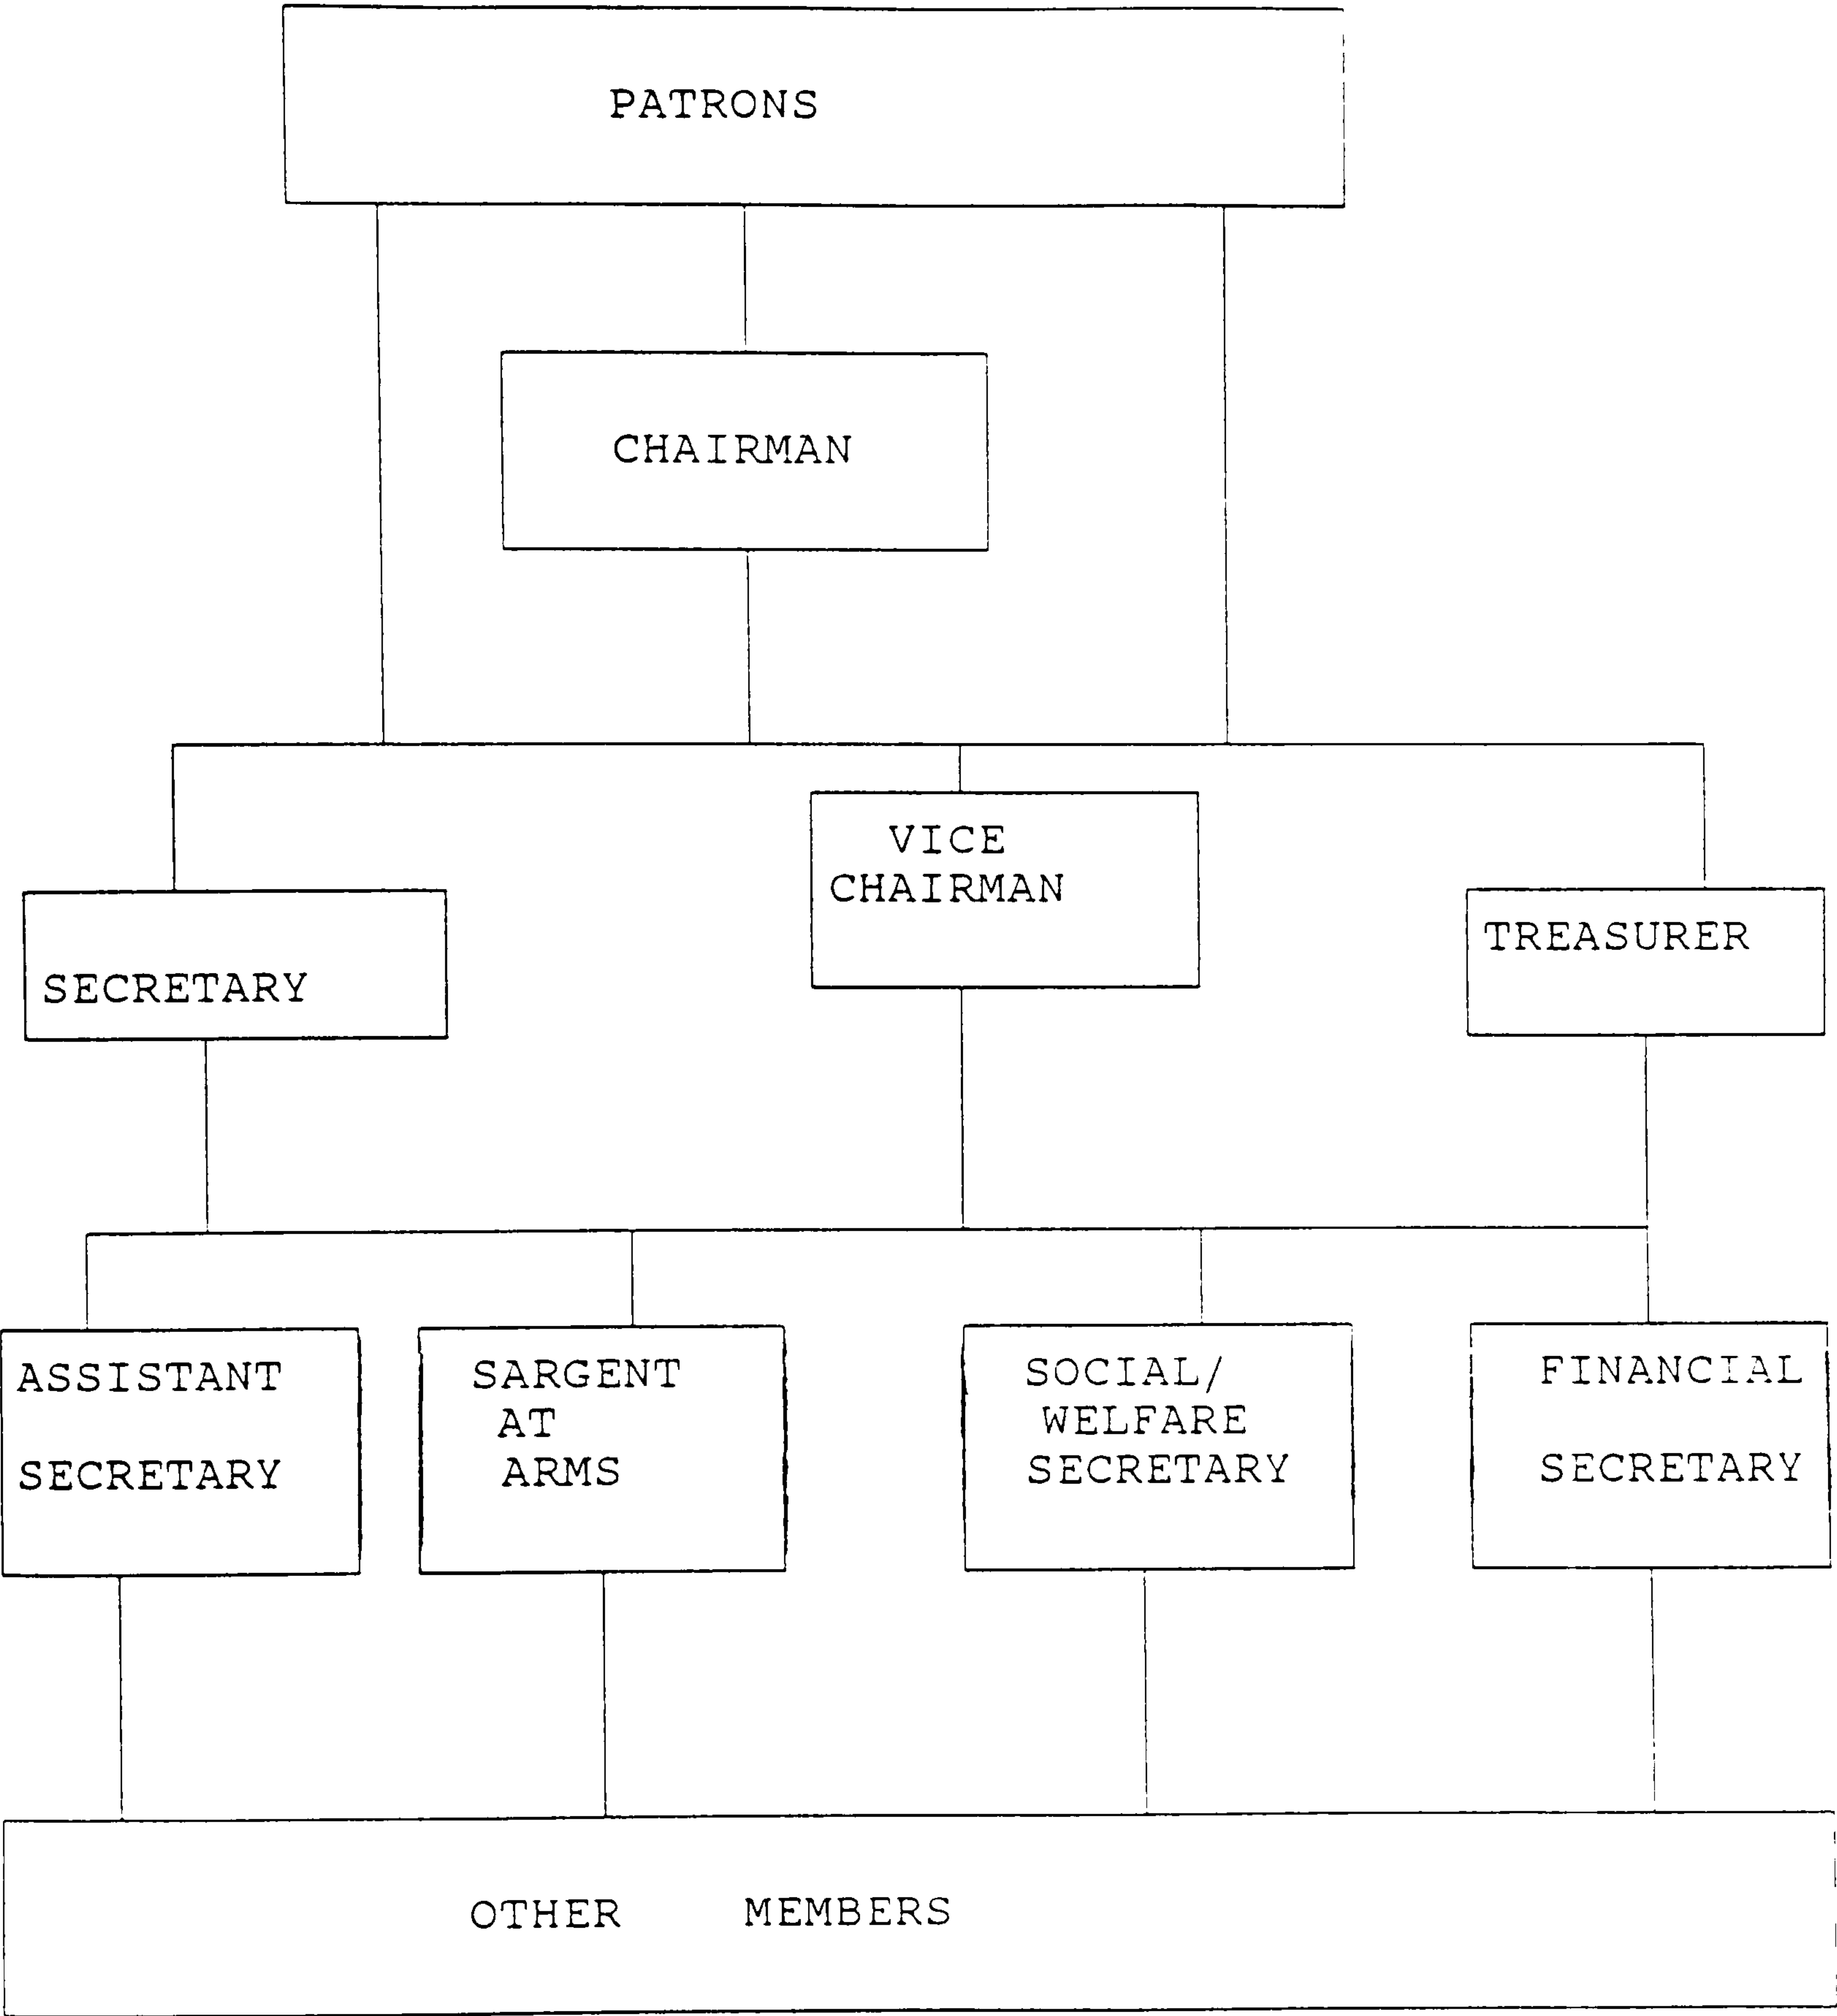 PATRONS
CHAIRMAN
VICE
CHAIRMAN
SECRETARY
TREASURER
ASSISTANT
SECRETARY
SARGENT
AT
ARMS
SOCIAL/
WELFARE
SECRETARY
FINANCIAL
SECRETARY
OTHER MEMBERS